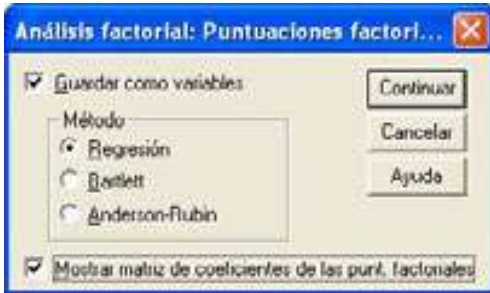 Análisis factorial: Puntuaciones factori...
Guardar como variables
Continuar
Método
Cancelar
Regresión
Bartlett
Ayuda
Anderson-Rubin
Mostrar matriz de coeficientes de las punt. factoriales